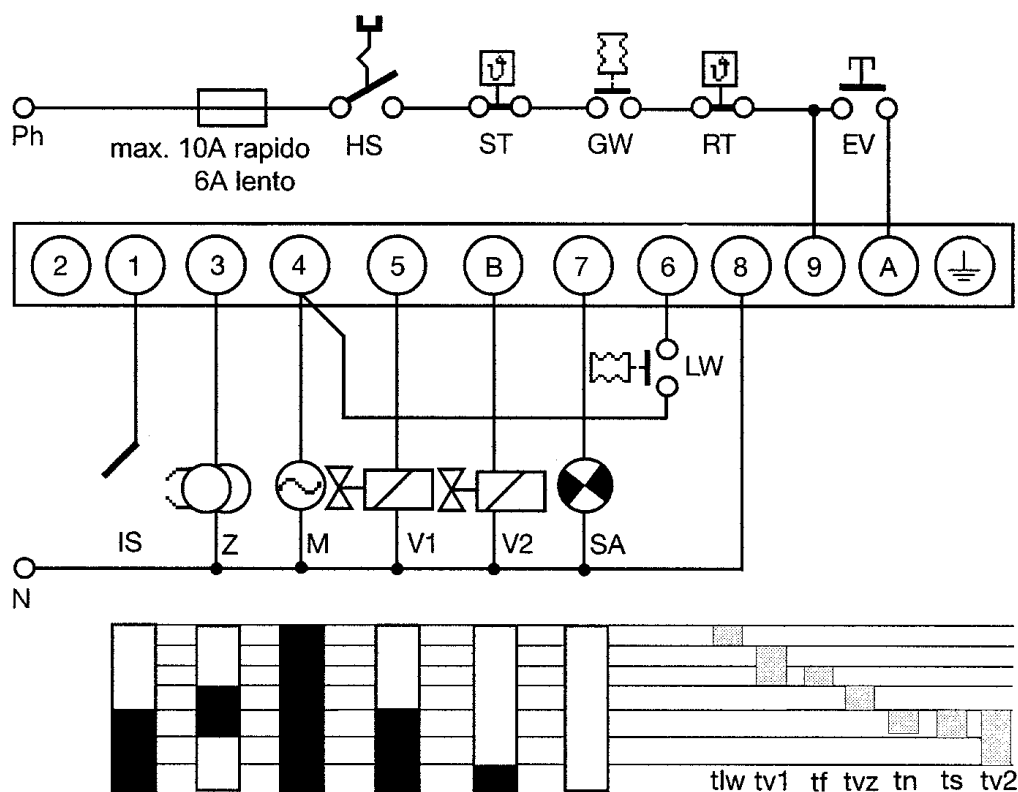 ϑ ϑ
Ph
max. 10A rapido
6A lento
HS ST GW RT EV
2 1 3 4 5 B 7 6 8 9 A
LW
IS Z M V1 V2 SA
N
tlw tv1 tf tvz tn ts tv2